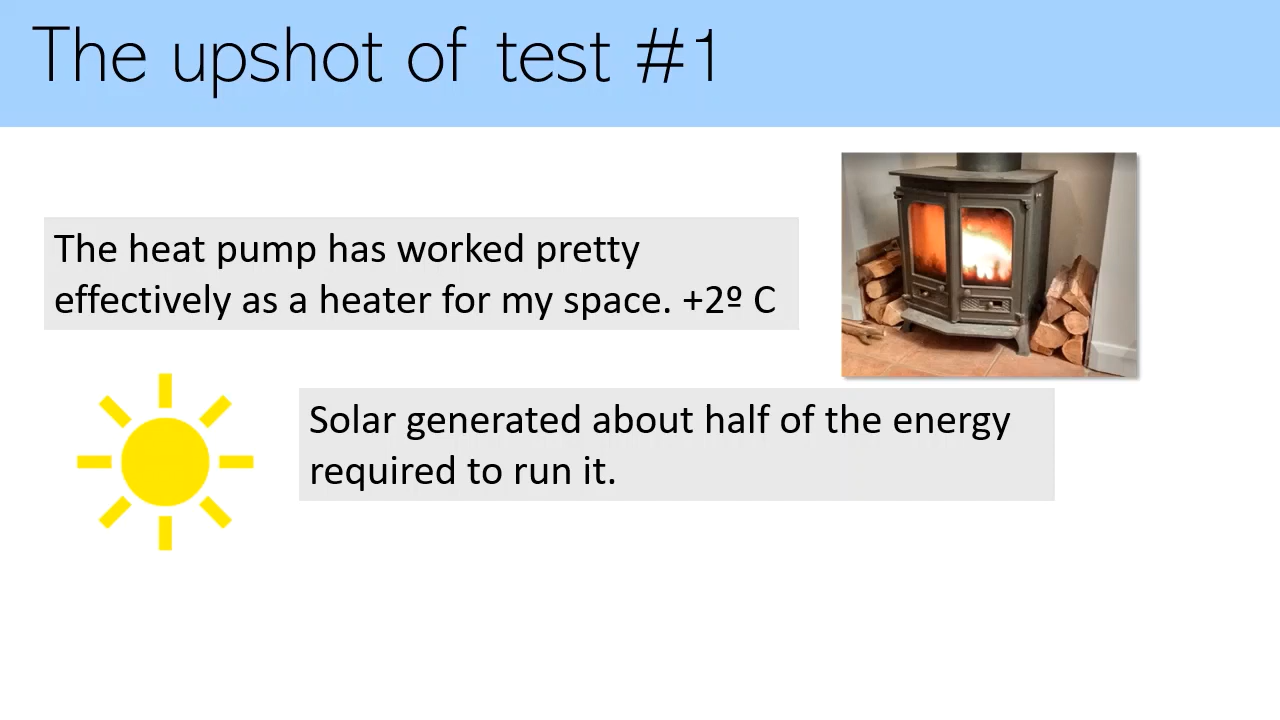 The upshot of test #1
The heat pump has worked pretty
effectively as a heater for my space. +2º C
Solar generated about half of the energy
required to run it.